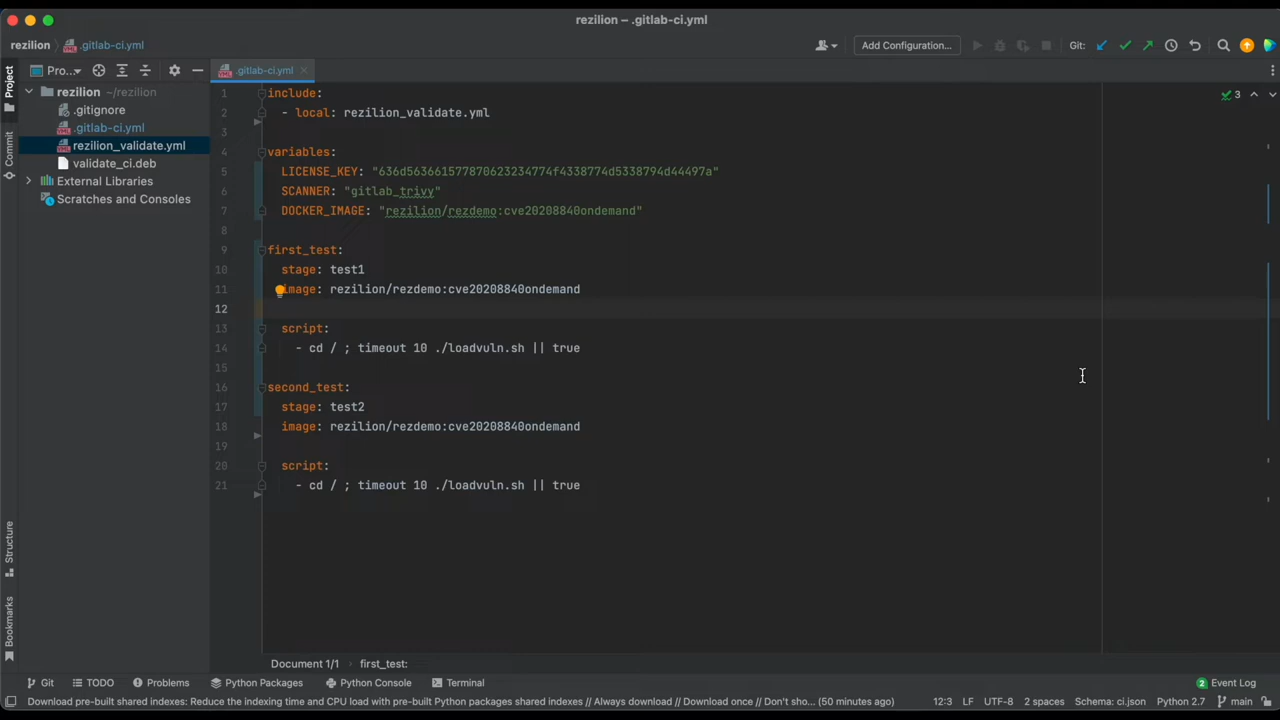 rezilion – .gitlab-ci.yml
rezilion .gitlab-ci.yml
Add Configuration...
Git:
Project
Pro...
.gitlab-ci.yml
rezilion ~/rezilion
.gitignore
.gitlab-ci.yml
rezilion_validate.yml
validate_ci.deb
External Libraries
Scratches and Consoles
Commit
Structure
Bookmarks
3
1 include:
2 - local: rezilion_validate.yml
3
4 variables:
5 LICENSE_KEY: "636d563661577870623234774f4338774d5338794d44497a"
6 SCANNER: "gitlab_trivy"
7 DOCKER_IMAGE: "rezilion/rezdemo:cve20208840ondemand"
8
9 first_test:
10 stage: test1
11 image: rezilion/rezdemo:cve20208840ondemand
12
13 script:
14 - cd / ; timeout 10 ./loadvuln.sh || true
15
16 second_test:
17 stage: test2
18 image: rezilion/rezdemo:cve20208840ondemand
19
20 script:
21 - cd / ; timeout 10 ./loadvuln.sh || true
Document 1/1 › first_test:
Git TODO Problems Python Packages Python Console Terminal 2 Event Log
Download pre-built shared indexes: Reduce the indexing time and CPU load with pre-built Python packages shared indexes // Always download // Download once // Don't sho... (50 minutes ago) 12:3 LF UTF-8 2 spaces Schema: ci.json Python 2.7 main